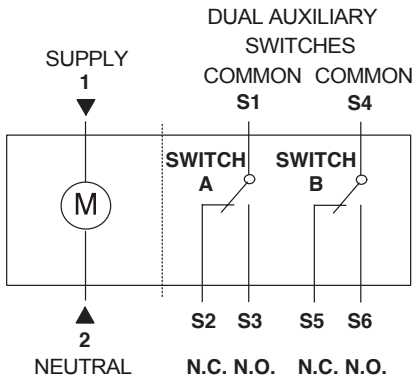 DUAL AUXILIARY
SWITCHES
SUPPLY
1
COMMON COMMON
S1 S4
SWITCH A
SWITCH B
M
2
NEUTRAL
S2 S3 S5 S6
N.C. N.O. N.C. N.O.